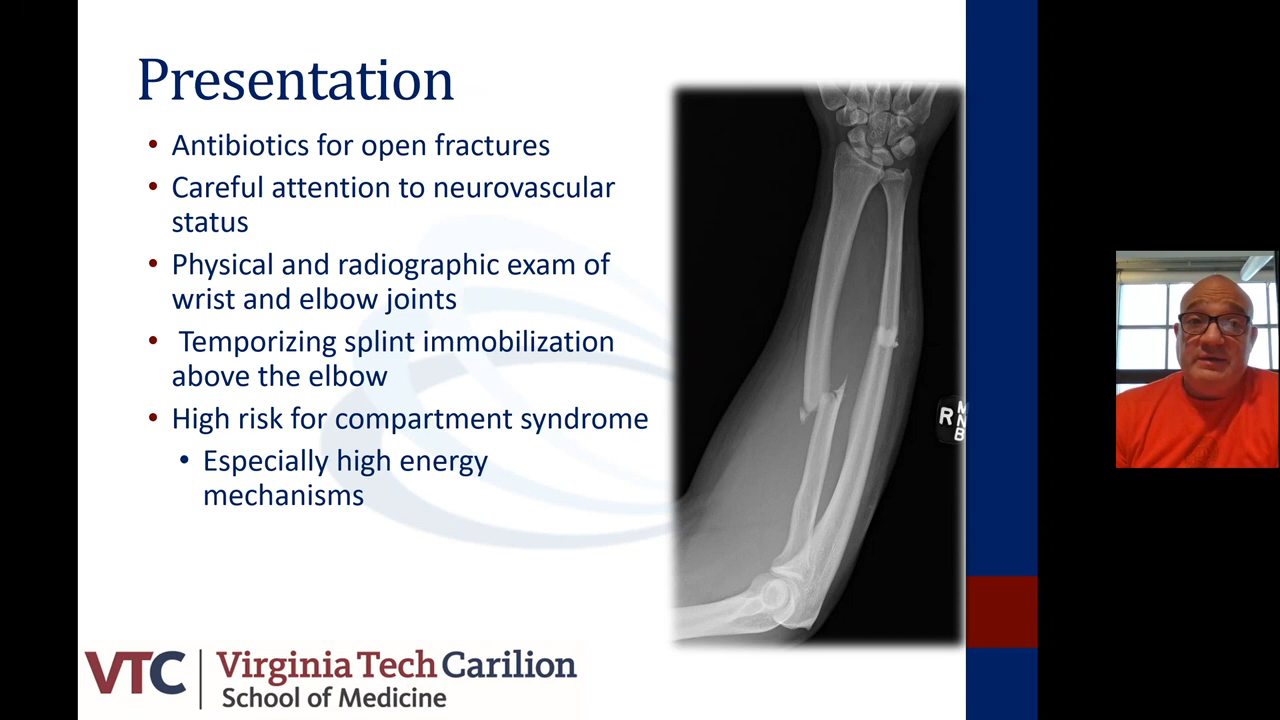 Presentation
• Antibiotics for open fractures
• Careful attention to neurovascular
status
• Physical and radiographic exam of
wrist and elbow joints
• Temporizing splint immobilization
above the elbow
• High risk for compartment syndrome
• Especially high energy
mechanisms
R
M
N
B
VTC
Virginia Tech Carilion
School of Medicine